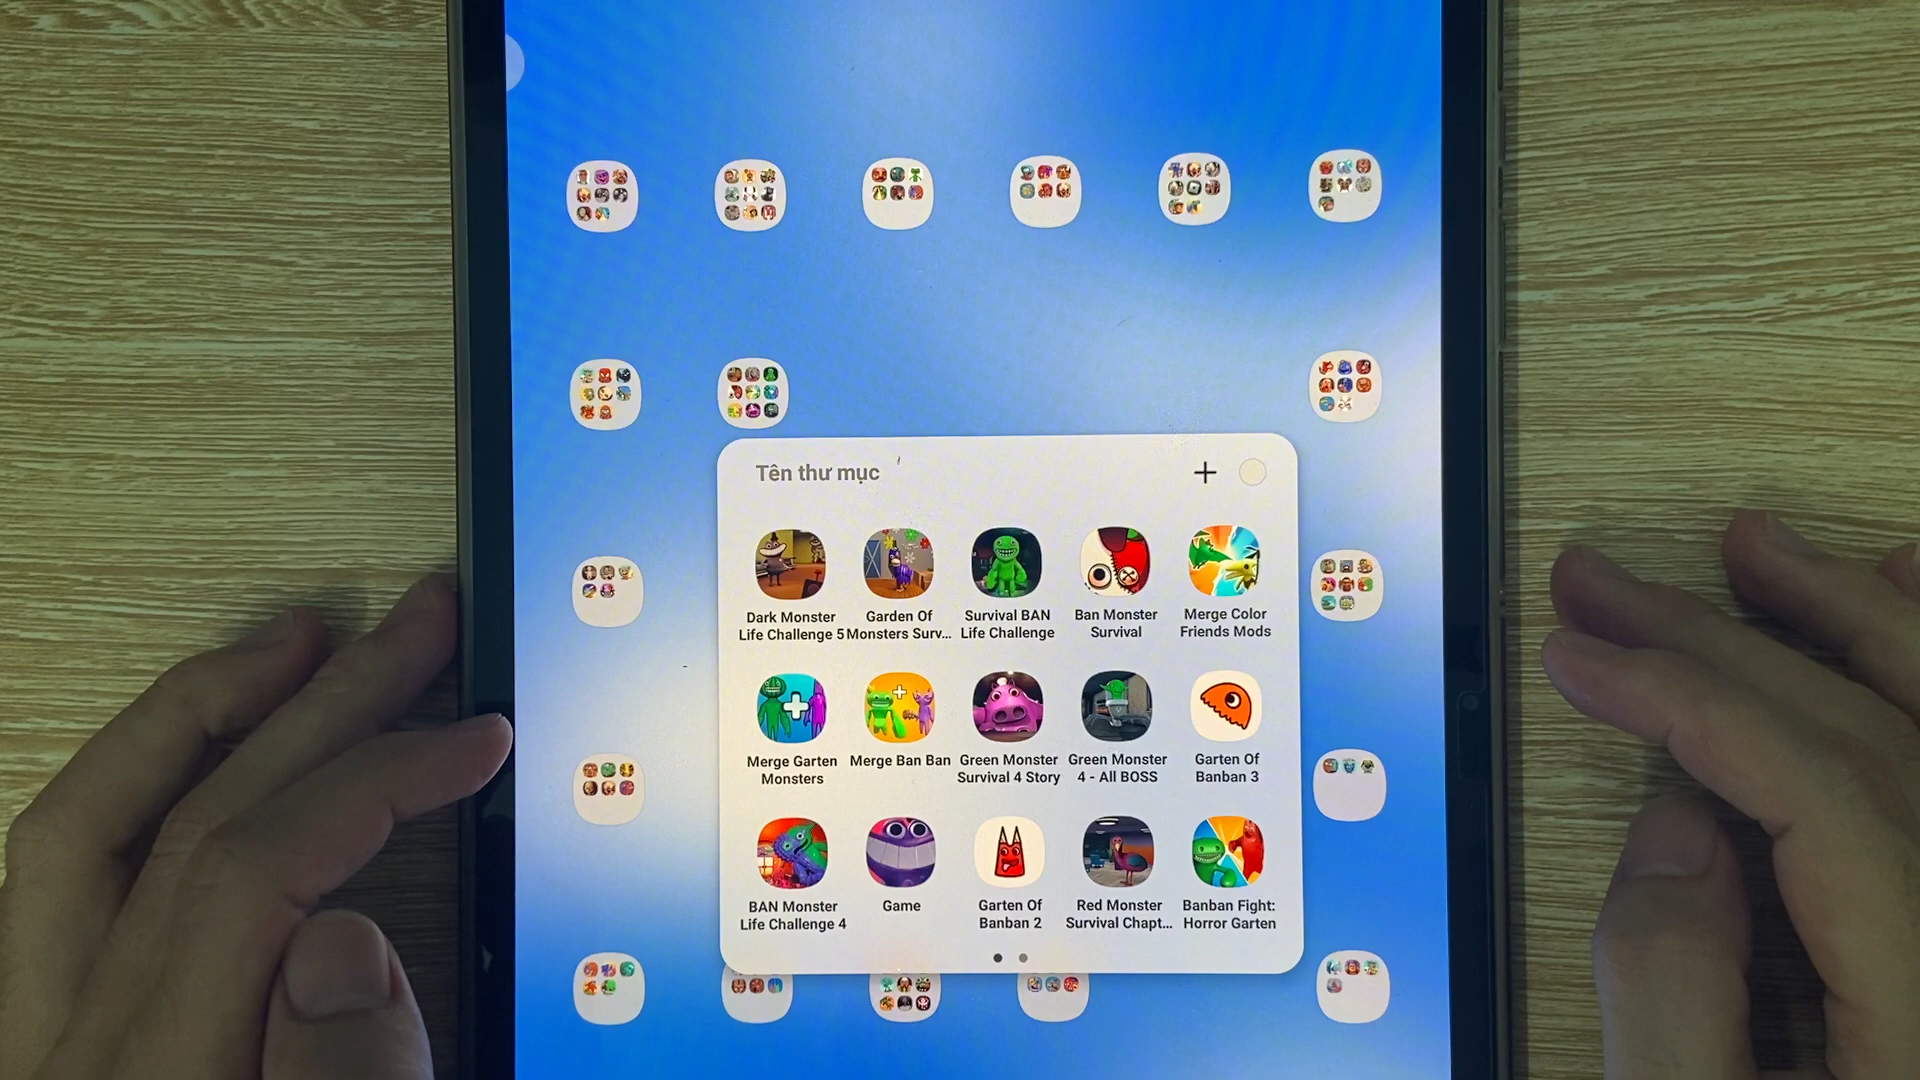 Tên thư mục
Dark Monster
Life Challenge 5
Garden Of
Monsters Surv...
Survival BAN
Life Challenge
Ban Monster
Survival
Merge Color
Friends Mods
Merge Garten
Monsters
Merge Ban Ban
Green Monster
Survival 4 Story
Green Monster
4 - All BOSS
Garten Of
Banban 3
BAN Monster
Life Challenge 4
Game
Garten Of
Banban 2
Red Monster
Survival Chapt...
Banban Fight:
Horror Garten